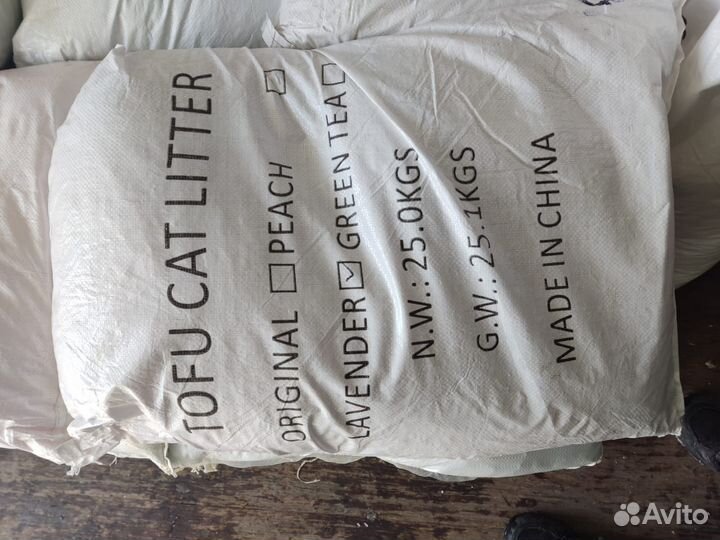 TOFU CAT LITTER
ORIGINAL ☐ PEACH ☑
LAVENDER ☑ GREEN TEA ☐
N.W.: 25.0KGS
G.W.: 25.1KGS
MADE IN CHINA
Avito